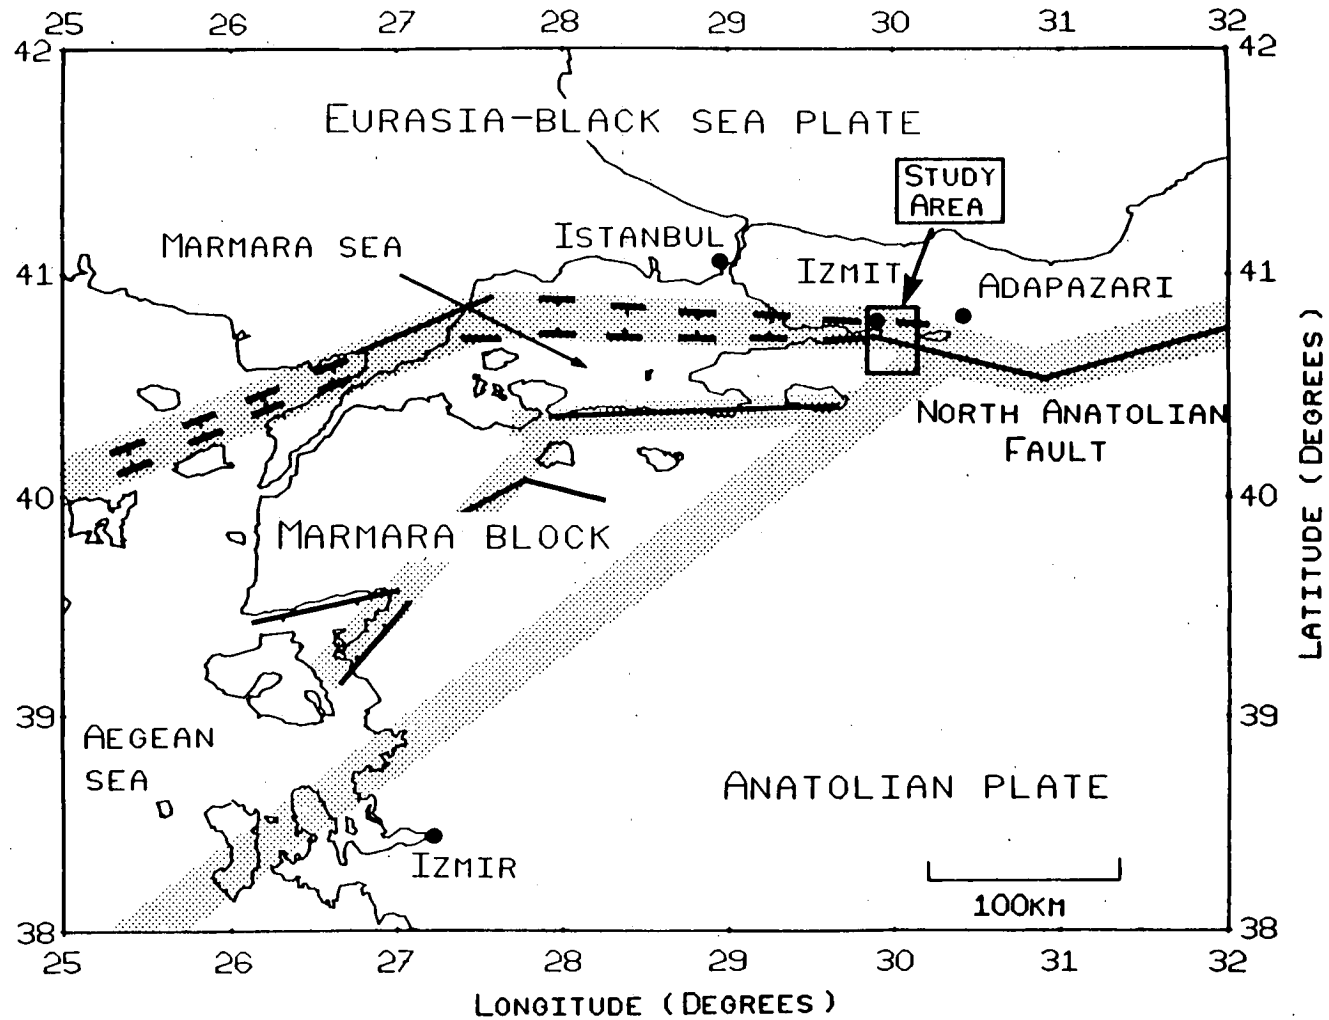 25 26 27 28 29 30 31 32
42 42
EURASIA-BLACK SEA PLATE
STUDY
AREA
MARMARA SEA
ISTANBUL
IZMIT
ADAPAZARI
41 41
NORTH ANATOLIAN
FAULT
40 40
MARMARA BLOCK
LATITUDE (DEGREES)
39 39
AEGEAN
SEA
ANATOLIAN PLATE
IZMIR
100KM
38 38
25 26 27 28 29 30 31 32
LONGITUDE (DEGREES)